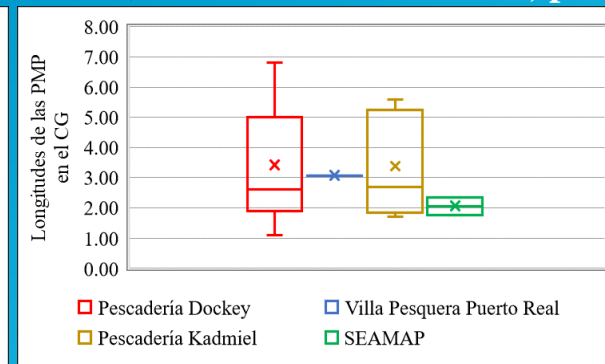 Longitudes de las PMP
en el CG
8.00
7.00
6.00
5.00
4.00
3.00
2.00
1.00
0.00
Pescadería Dockey
Villa Pesquera Puerto Real
Pescadería Kadmiel
SEAMAP